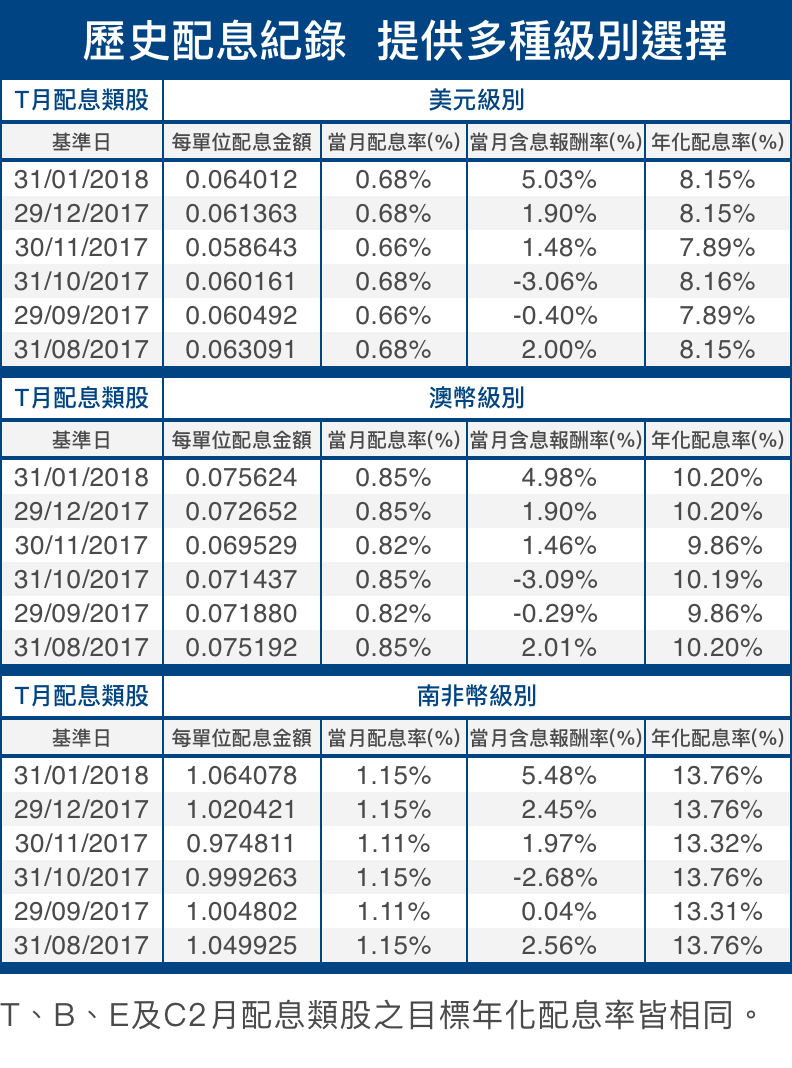 歷史配息紀錄 提供多種級別選擇
T月配息類股 美元級別
基準日 每單位配息金額 當月配息率(%) 當月含息報酬率(%) 年化配息率(%)
31/01/2018 0.064012 0.68% 5.03% 8.15%
29/12/2017 0.061363 0.68% 1.90% 8.15%
30/11/2017 0.058643 0.66% 1.48% 7.89%
31/10/2017 0.060161 0.68% -3.06% 8.16%
29/09/2017 0.060492 0.66% -0.40% 7.89%
31/08/2017 0.063091 0.68% 2.00% 8.15%
T月配息類股 澳幣級別
基準日 每單位配息金額 當月配息率(%) 當月含息報酬率(%) 年化配息率(%)
31/01/2018 0.075624 0.85% 4.98% 10.20%
29/12/2017 0.072652 0.85% 1.90% 10.20%
30/11/2017 0.069529 0.82% 1.46% 9.86%
31/10/2017 0.071437 0.85% -3.09% 10.19%
29/09/2017 0.071880 0.82% -0.29% 9.86%
31/08/2017 0.075192 0.85% 2.01% 10.20%
T月配息類股 南非幣級別
基準日 每單位配息金額 當月配息率(%) 當月含息報酬率(%) 年化配息率(%)
31/01/2018 1.064078 1.15% 5.48% 13.76%
29/12/2017 1.020421 1.15% 2.45% 13.76%
30/11/2017 0.974811 1.11% 1.97% 13.32%
31/10/2017 0.999263 1.15% -2.68% 13.76%
29/09/2017 1.004802 1.11% 0.04% 13.31%
31/08/2017 1.049925 1.15% 2.56% 13.76%
T、B、E及C2月配息類股之目標年化配息率皆相同。